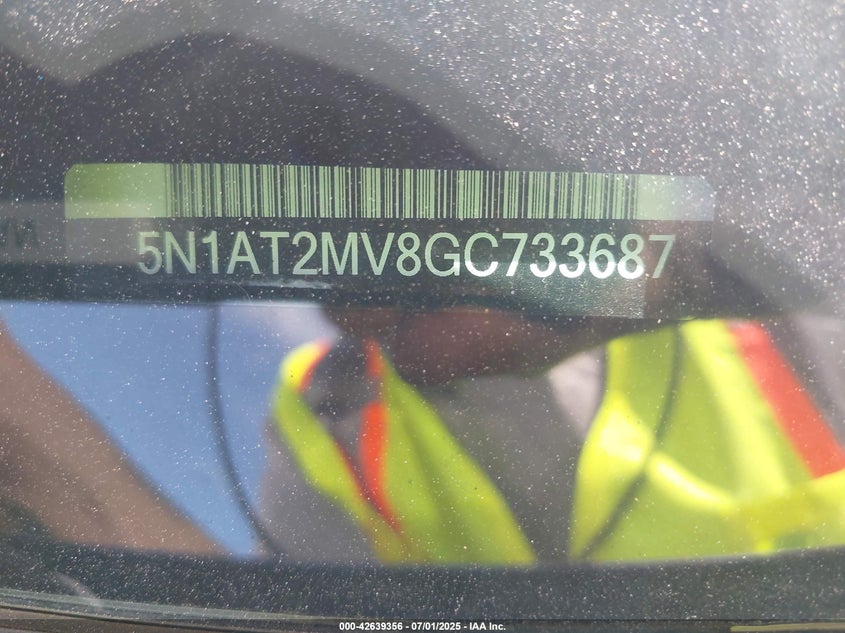 5N1AT2MV8GC733687
000-42639356 - 07/01/2025 - IAA Inc.